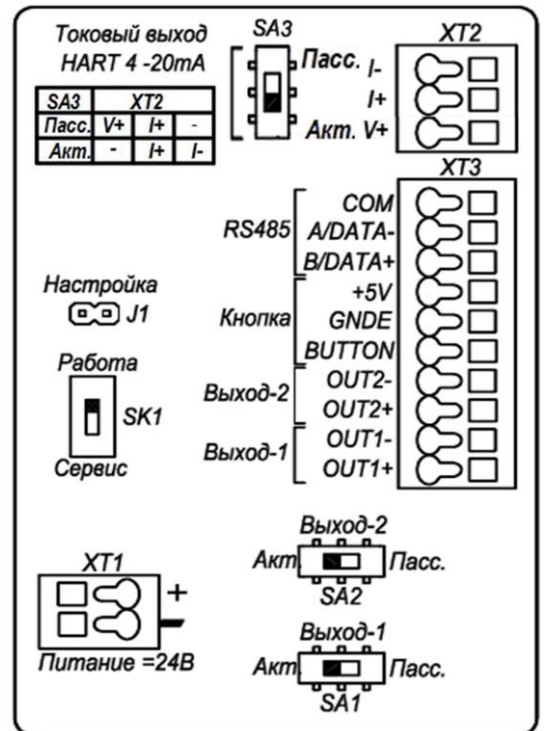 Токовый выход
HART 4 -20mA
SA3 XT2
Пасс. V+ I+ -
Акт. - I+ I-
SA3
Пасс.
Акт.
XT2
I-
I+
V+
XT3
RS485
COM
A/DATA-
B/DATA+
Кнопка
+5V
GNDE
BUTTON
Выход-2
OUT2-
OUT2+
Выход-1
OUT1-
OUT1+
Настройка
J1
Работа
SK1
Сервис
Выход-2
Акт. Пасс.
SA2
Выход-1
Акт. Пасс.
SA1
XT1
+
-
Питание =24В